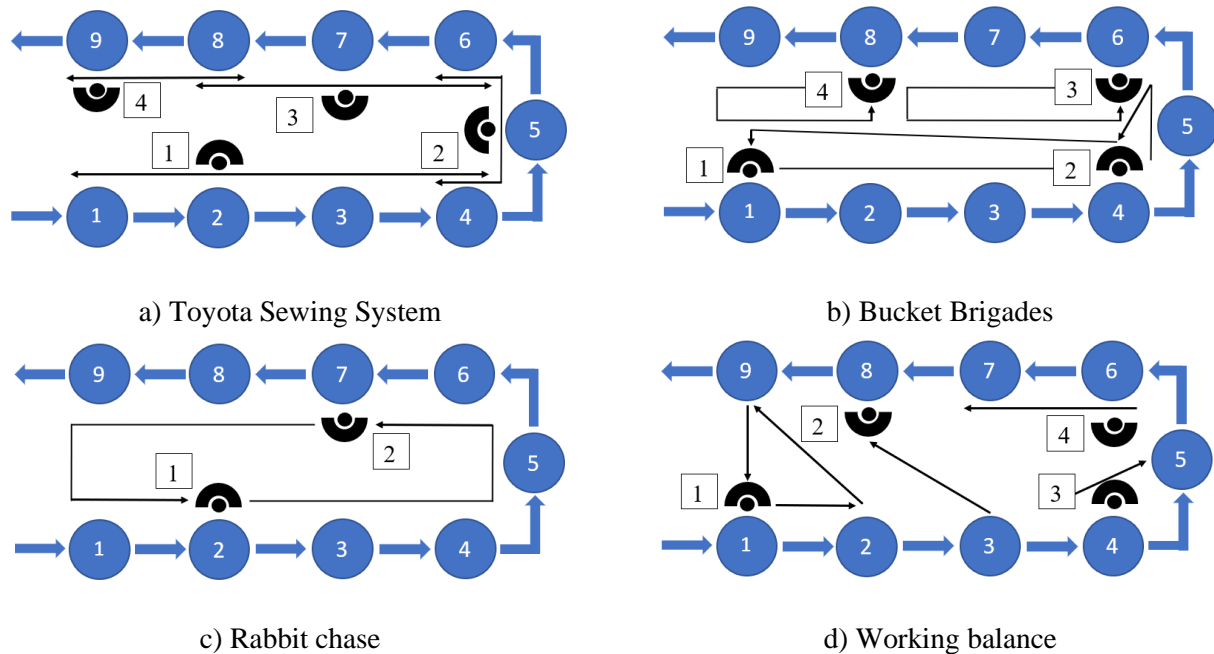 9 8 7 6
4
3
5
2
1
1 2 3 4
a) Toyota Sewing System
9 8 7 6
4 3
5
1 2
1 2 3 4
b) Bucket Brigades
9 8 7 6
2
5
1
1 2 3 4
c) Rabbit chase
9 8 7 6
2 4
5
1 3
1 2 3 4
d) Working balance